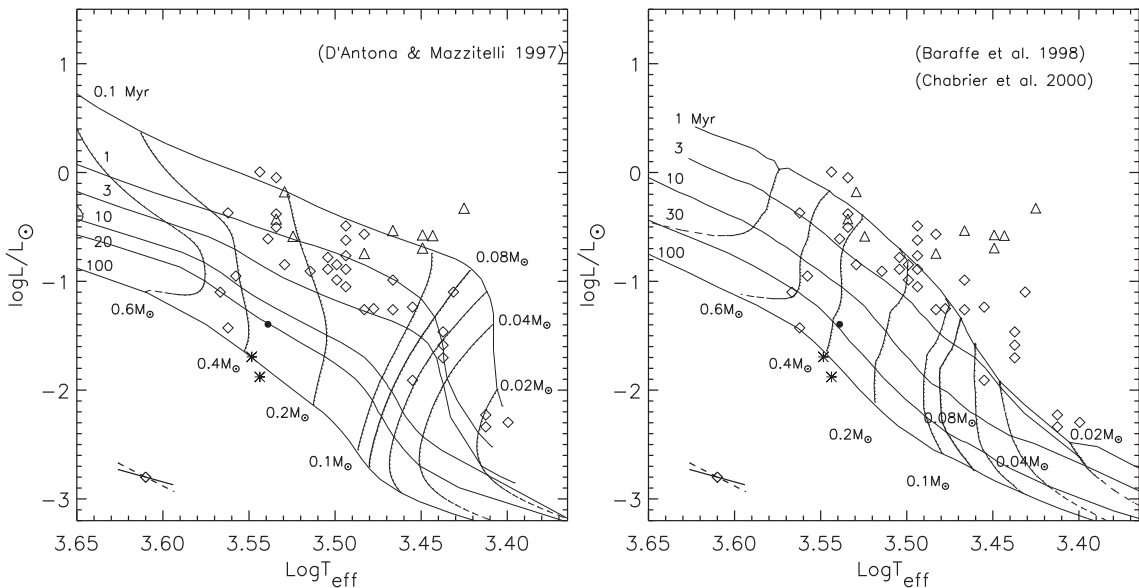 (D'Antona & Mazzitelli 1997)
1
0
−1
−2
−3
logL/L⊙
0.1 Myr
1
3
10
20
100
0.6M⊙
0.4M⊙
0.2M⊙
0.1M⊙
0.08M⊙
0.04M⊙
0.02M⊙
3.65
3.60
3.55
3.50
3.45
3.40
LogTeff
(Baraffe et al. 1998)
(Chabrier et al. 2000)
1
0
−1
−2
−3
logL/L⊙
1 Myr
3
10
30
100
0.6M⊙
0.4M⊙
0.2M⊙
0.1M⊙
0.08M⊙
0.04M⊙
0.02M⊙
3.65
3.60
3.55
3.50
3.45
3.40
LogTeff